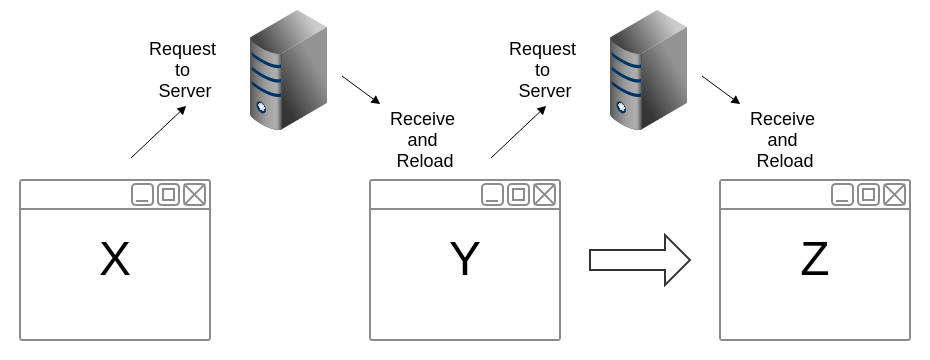 Request
to
Server
Receive
and
Reload
Request
to
Server
Receive
and
Reload
X
Y
Z